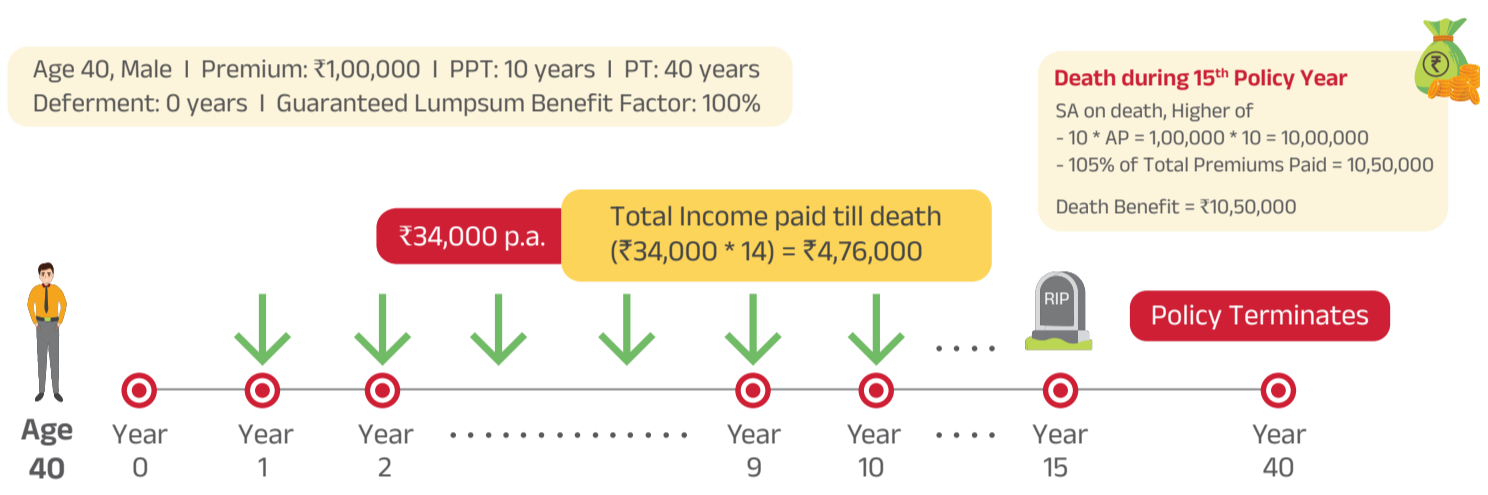 Age 40, Male I Premium: ₹1,00,000 I PPT: 10 years I PT: 40 years
Deferment: 0 years I Guaranteed Lumpsum Benefit Factor: 100%
₹
Death during 15th Policy Year
SA on death, Higher of
- 10 * AP = 1,00,000 * 10 = 10,00,000
- 105% of Total Premiums Paid = 10,50,000
Death Benefit = ₹10,50,000
₹34,000 p.a.
Total Income paid till death
(₹34,000 * 14) = ₹4,76,000
RIP
Policy Terminates
Age
40
Year
0
Year
1
Year
2
Year
9
Year
10
Year
15
Year
40